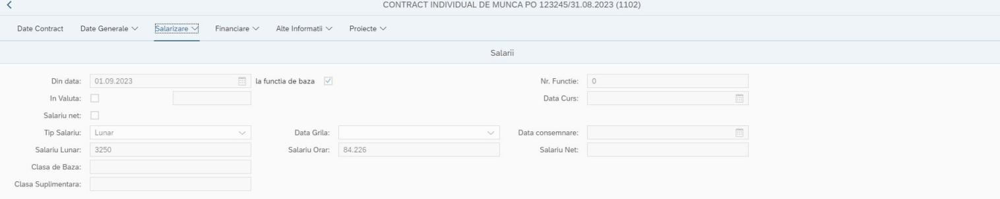 CONTRACT INDIVIDUAL DE MUNCA PO 123245/31.08.2023 (1102)
Date Contract Date Generale Salarizare Financiare Alte Informatii Proiecte
Salarii
Din data: 01.09.2023 la functia de baza Nr. Functie: 0
In Valuta: Data Curs:
Salariu net:
Tip Salariu: Lunar Data Grila: Data consemnare:
Salariu Lunar: 3250 Salariu Orar: 84.226 Salariu Net:
Clasa de Baza:
Clasa Suplimentara: